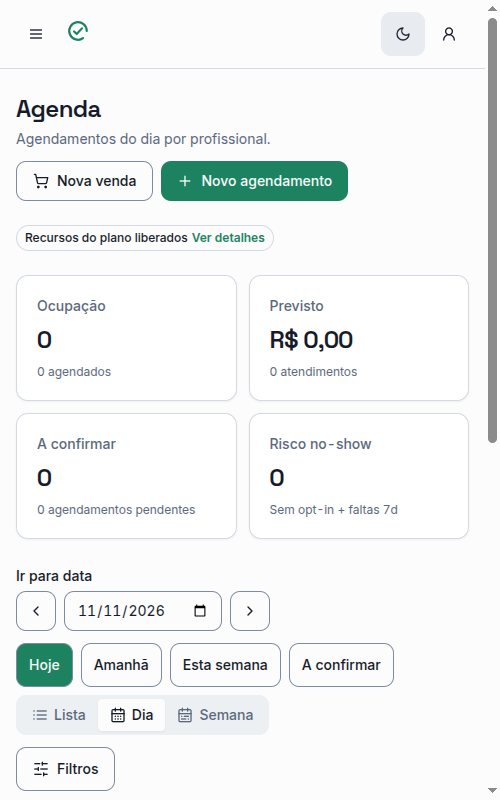 Agenda
Agendamentos do dia por profissional.
Nova venda
Novo agendamento
Recursos do plano liberados Ver detalhes
Ocupação
0
0 agendados
Previsto
R$ 0,00
0 atendimentos
A confirmar
0
0 agendamentos pendentes
Risco no-show
0
Sem opt-in + faltas 7d
Ir para data
11/11/2026
Hoje
Amanhã
Esta semana
A confirmar
Lista
Dia
Semana
Filtros